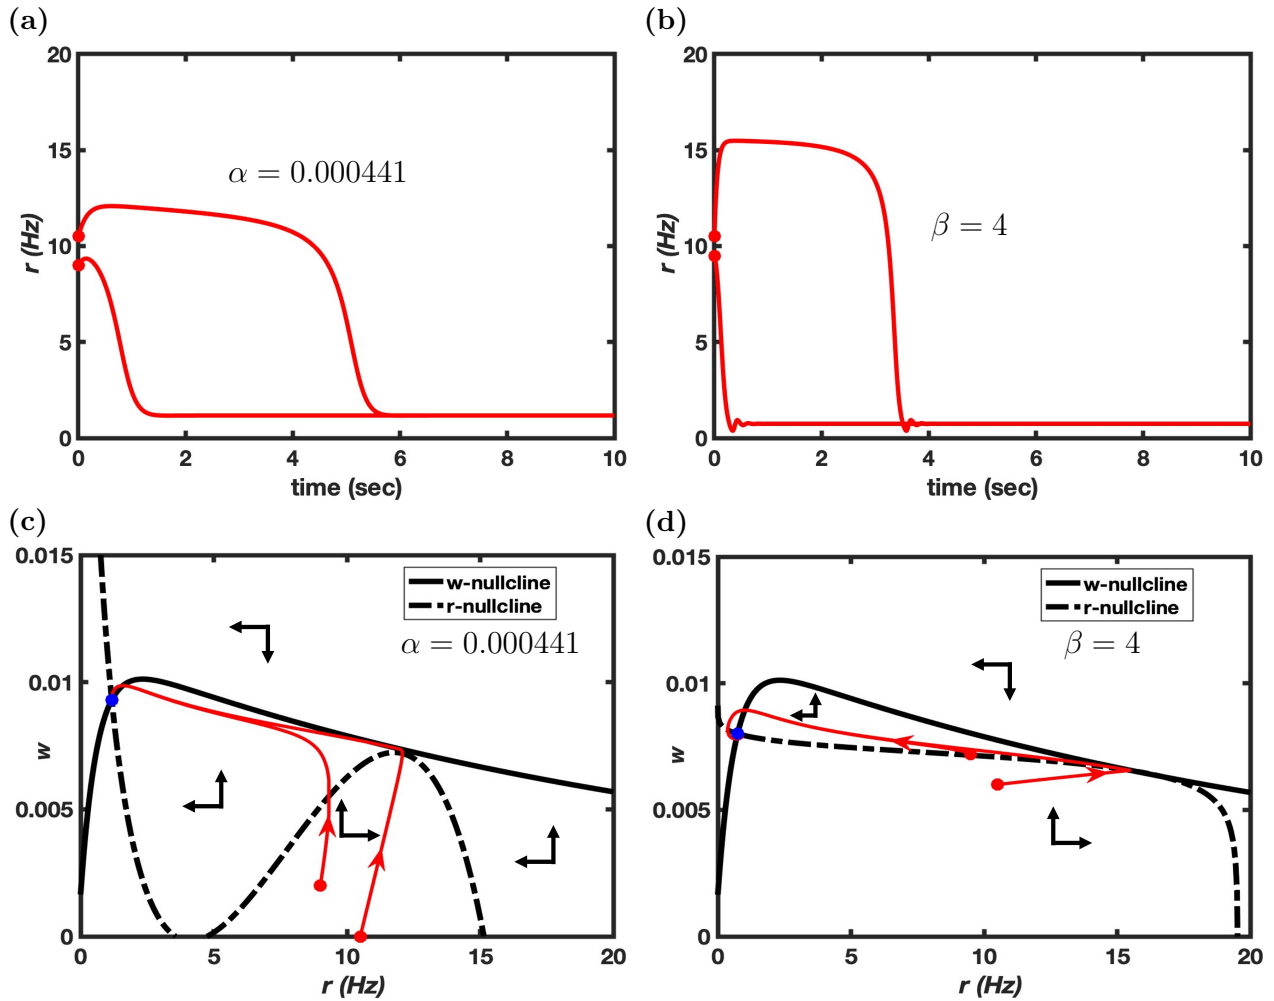 (a)
20
15
10
5
0
r (Hz)
α = 0.000441
0 2 4 6 8 10
time (sec)
(b)
20
15
10
5
0
r (Hz)
β = 4
0 2 4 6 8 10
time (sec)
(c)
0.015
0.01
0.005
0
w
w-nullcline
r-nullcline
α = 0.000441
0 5 10 15 20
r (Hz)
(d)
0.015
0.01
0.005
0
w
w-nullcline
r-nullcline
β = 4
0 5 10 15 20
r (Hz)